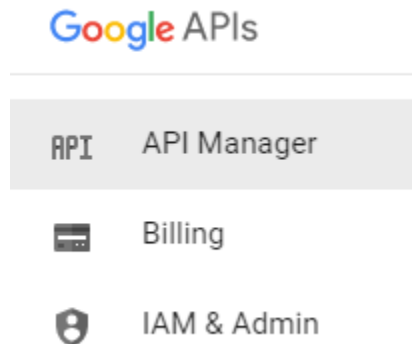 Google APIs
API API Manager
Billing
IAM & Admin